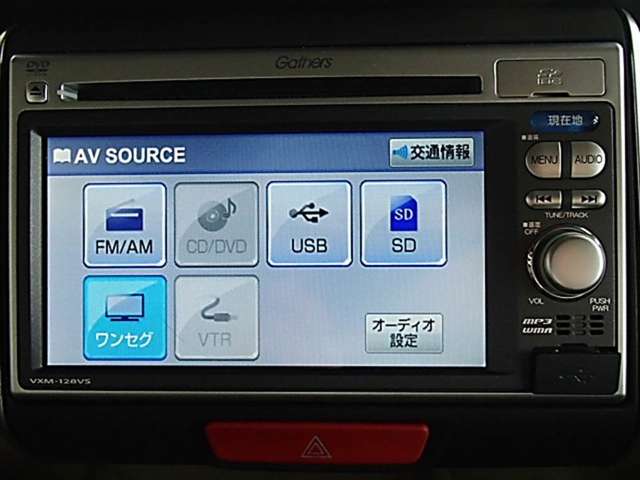 DVD
Gathers
現在地
AV SOURCE
交通情報
MENU
AUDIO
FM/AM
CD/DVD
USB
SD
SD
TUNE/TRACK
OFF
ワンセグ
VTR
オーディオ
設定
VOL
PUSH
PWR
MP3
WMA
VXM-128VS